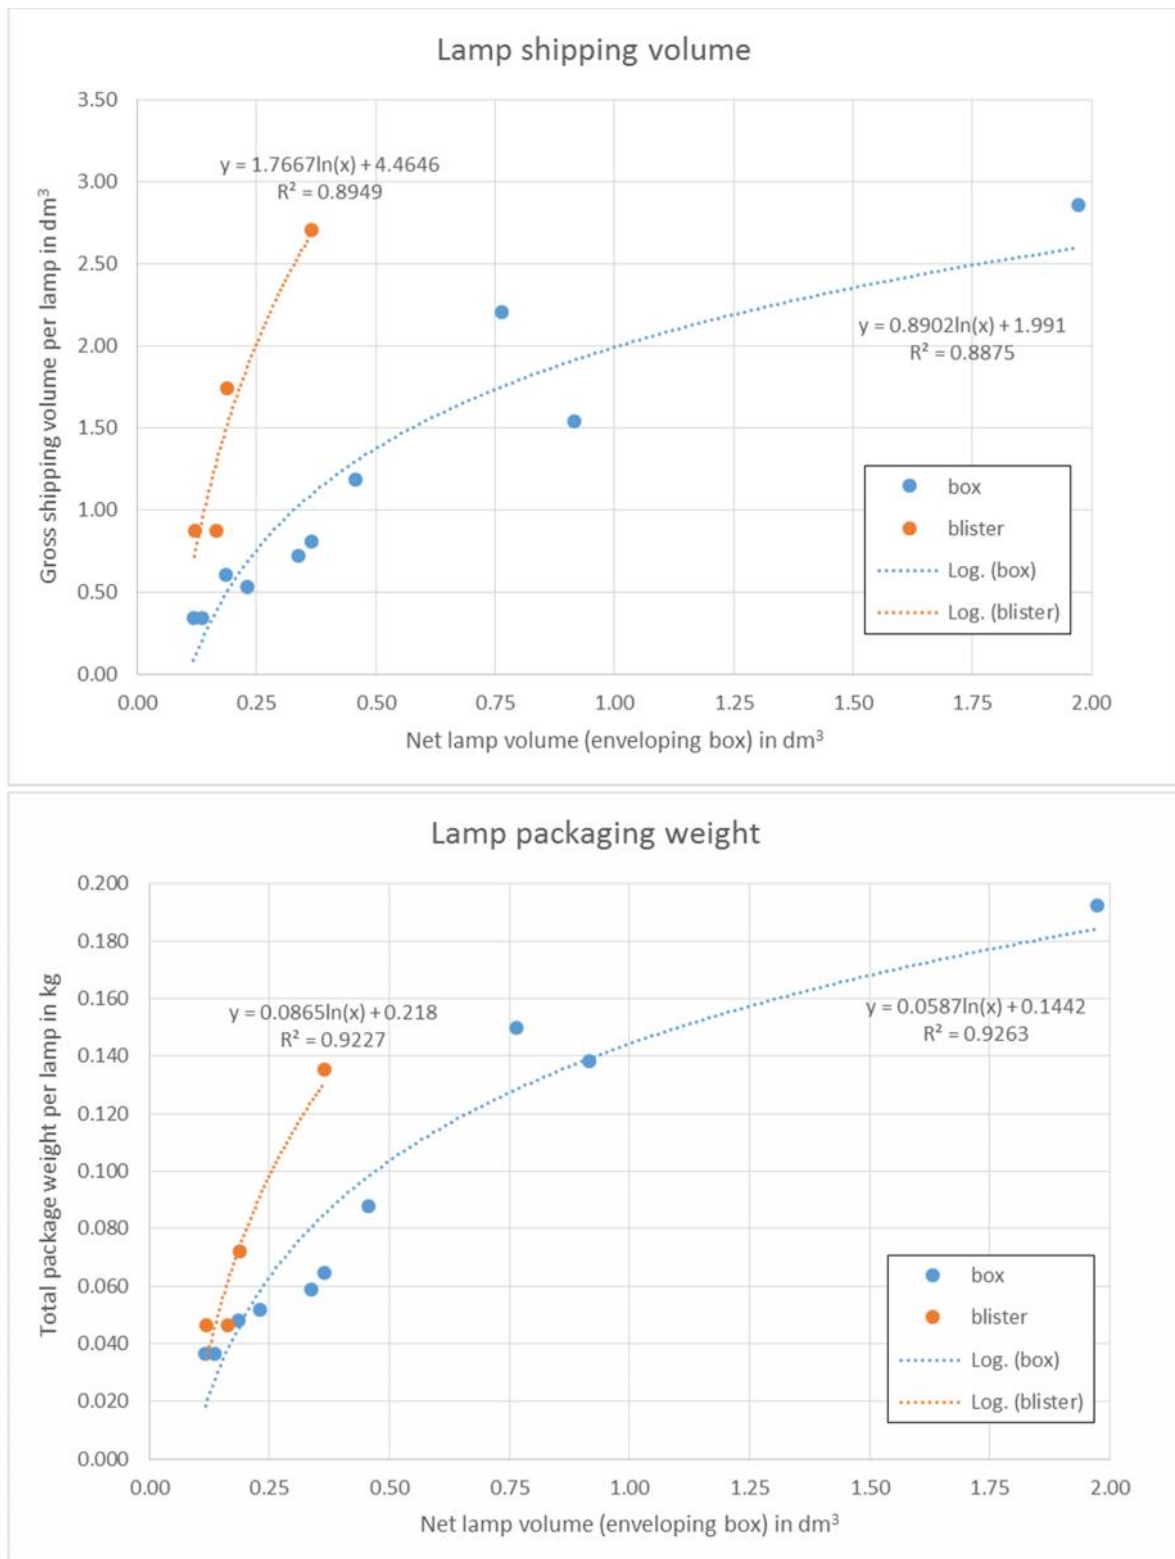 Lamp shipping volume
3.50
3.00
2.50
2.00
1.50
1.00
0.50
0.00
Gross shipping volume per lamp in dm³
y = 1.7667ln(x) + 4.4646
R² = 0.8949
y = 0.8902ln(x) + 1.991
R² = 0.8875
box
blister
Log. (box)
Log. (blister)
0.00 0.25 0.50 0.75 1.00 1.25 1.50 1.75 2.00
Net lamp volume (enveloping box) in dm³
Lamp packaging weight
0.200
0.180
0.160
0.140
0.120
0.100
0.080
0.060
0.040
0.020
0.000
Total package weight per lamp in kg
y = 0.0865ln(x) + 0.218
R² = 0.9227
y = 0.0587ln(x) + 0.1442
R² = 0.9263
box
blister
Log. (box)
Log. (blister)
0.00 0.25 0.50 0.75 1.00 1.25 1.50 1.75 2.00
Net lamp volume (enveloping box) in dm³